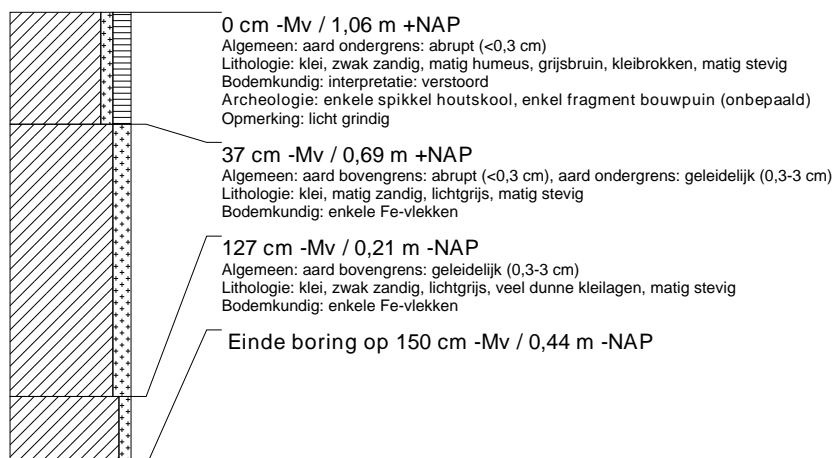 0 cm -Mv / 1,06 m +NAP
Algemeen: aard ondergrens: abrupt (<0,3 cm)
Lithologie: klei, zwak zandig, matig humeus, grijsbruin, kleibrokken, matig stevig
Bodemkundig: interpretatie: verstoord
Archeologie: enkele spikkel houtskool, enkel fragment bouwpuin (onbepaald)
Opmerking: licht grindig
37 cm -Mv / 0,69 m +NAP
Algemeen: aard bovengrens: abrupt (<0,3 cm), aard ondergrens: geleidelijk (0,3-3 cm)
Lithologie: klei, matig zandig, lichtgrijs, matig stevig
Bodemkundig: enkele Fe-vlekken
127 cm -Mv / 0,21 m -NAP
Algemeen: aard bovengrens: geleidelijk (0,3-3 cm)
Lithologie: klei, zwak zandig, lichtgrijs, veel dunne kleilagen, matig stevig
Bodemkundig: enkele Fe-vlekken
Einde boring op 150 cm -Mv / 0,44 m -NAP